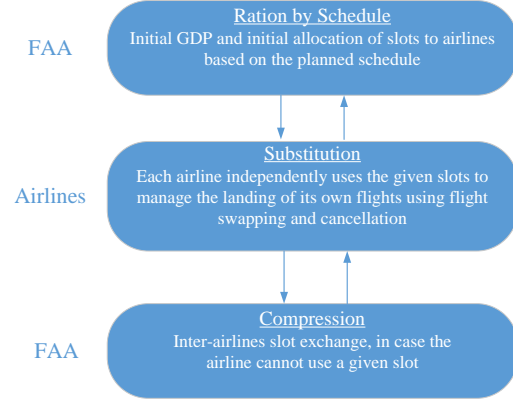 Ration by Schedule
FAA
Initial GDP and initial allocation of slots to airlines
based on the planned schedule
Substitution
Airlines
Each airline independently uses the given slots to
manage the landing of its own flights using flight
swapping and cancellation
Compression
FAA
Inter-airlines slot exchange, in case the
airline cannot use a given slot